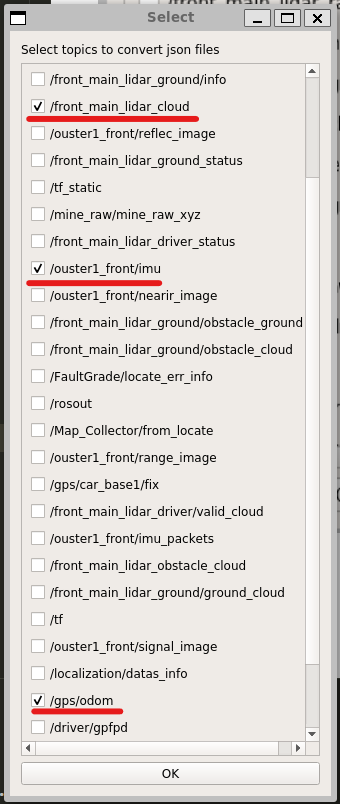 Select
Select topics to convert json files
/front_main_lidar_ground/info
/front_main_lidar_cloud
/ouster1_front/reflec_image
/front_main_lidar_ground_status
/tf_static
/mine_raw/mine_raw_xyz
/front_main_lidar_driver_status
/ouster1_front/imu
/ouster1_front/nearir_image
/front_main_lidar_ground/obstacle_ground
/front_main_lidar_ground/obstacle_cloud
/FaultGrade/locate_err_info
/rosout
/Map_Collector/from_locate
/ouster1_front/range_image
/gps/car_base1/fix
/front_main_lidar_driver/valid_cloud
/ouster1_front/imu_packets
/front_main_lidar_obstacle_cloud
/front_main_lidar_ground/ground_cloud
/tf
/ouster1_front/signal_image
/localization/datas_info
/gps/odom
/driver/gpfpd
OK